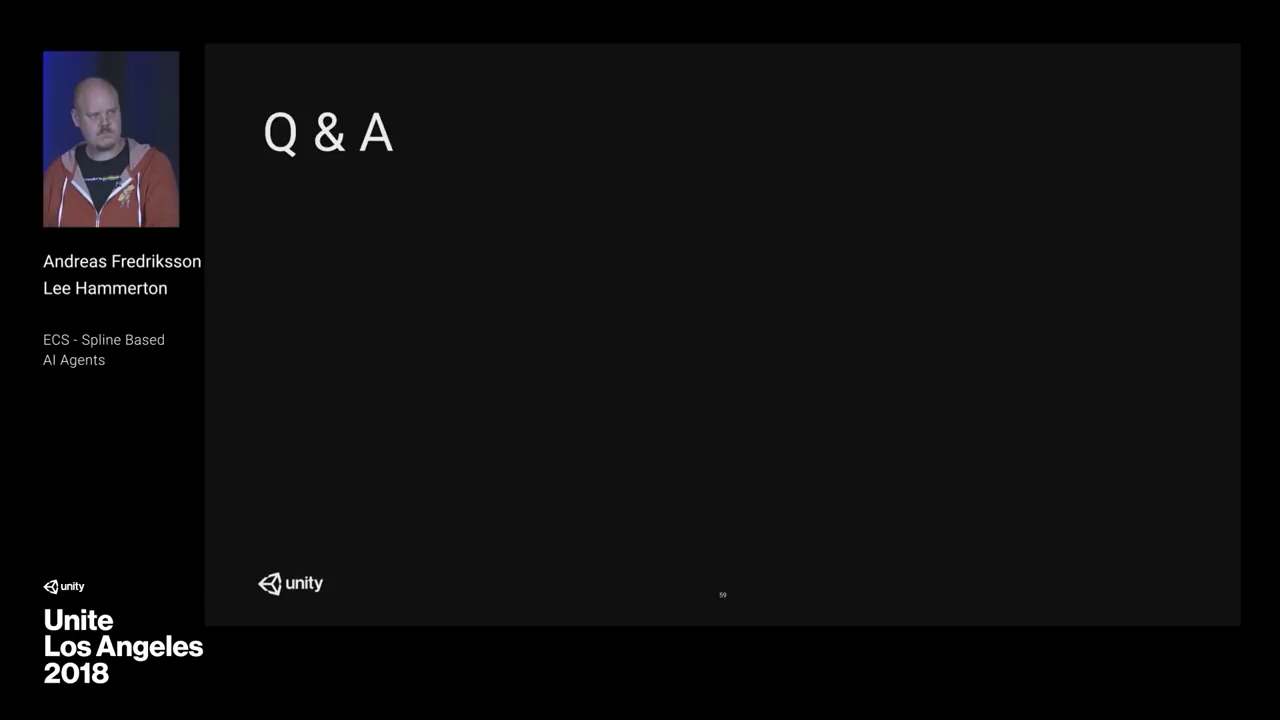 Q & A
Andreas Fredriksson
Lee Hammerton
ECS - Spline Based
AI Agents
unity
59
unity
Unite
Los Angeles
2018